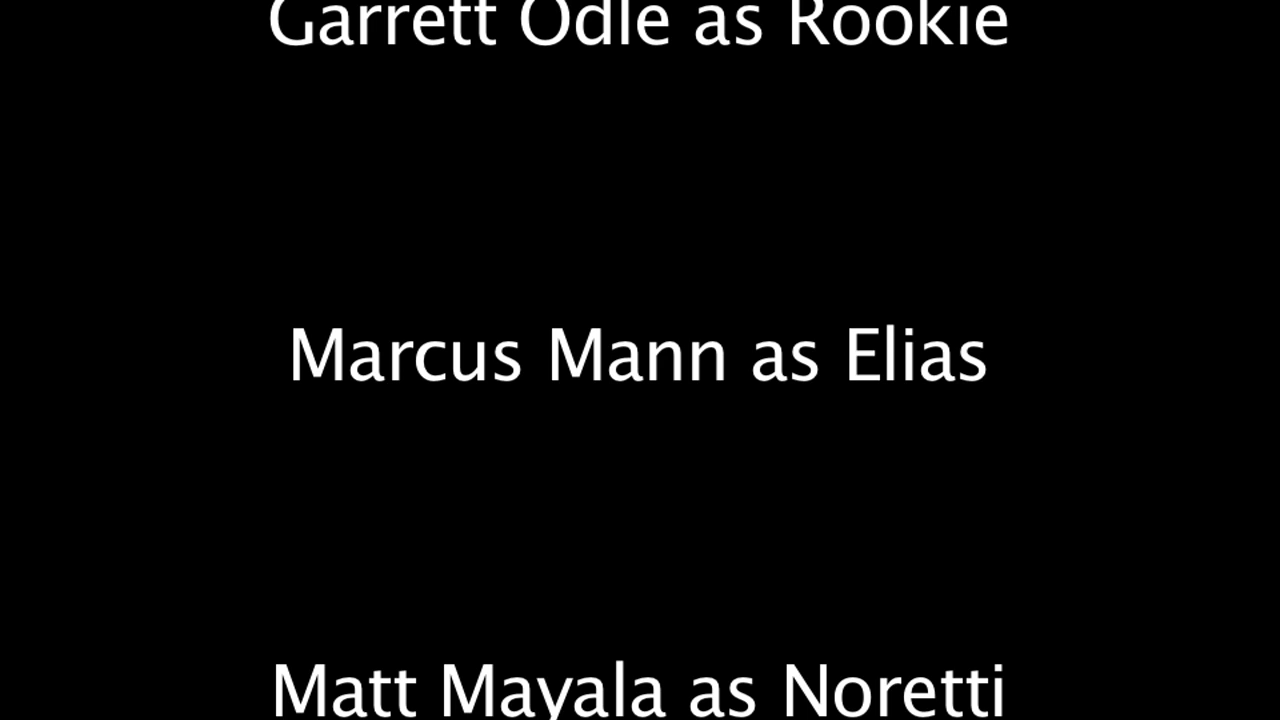 Garrett Odle as Rookie
Marcus Mann as Elias
Matt Mayala as Noretti